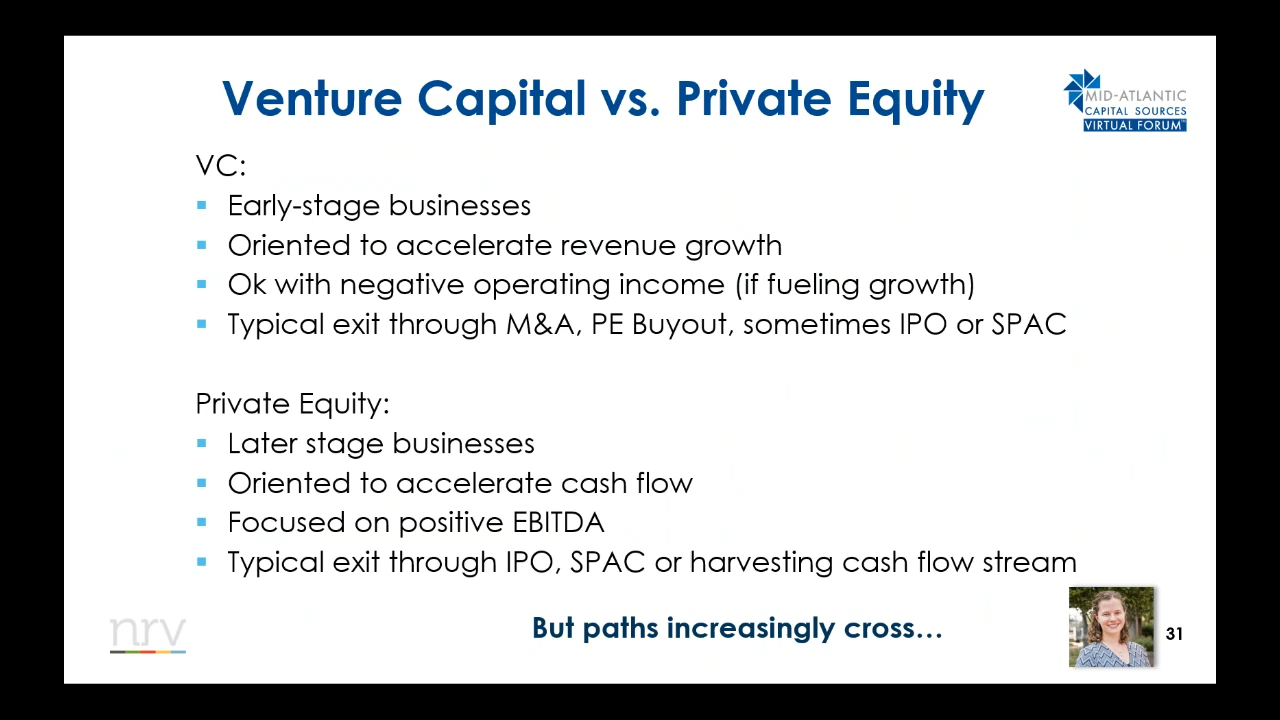 Venture Capital vs. Private Equity
MID-ATLANTIC
CAPITAL SOURCES
VIRTUAL FORUM
VC:
Early-stage businesses
Oriented to accelerate revenue growth
Ok with negative operating income (if fueling growth)
Typical exit through M&A, PE Buyout, sometimes IPO or SPAC
Private Equity:
Later stage businesses
Oriented to accelerate cash flow
Focused on positive EBITDA
Typical exit through IPO, SPAC or harvesting cash flow stream
nrv
But paths increasingly cross…
31